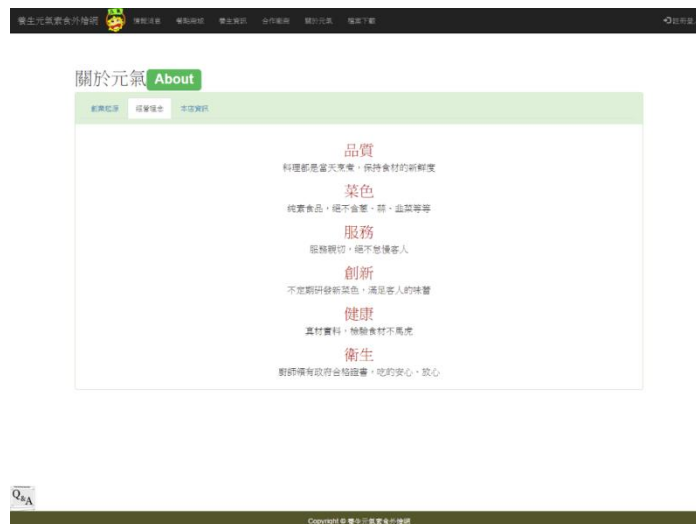 養生元氣素食外燴網 情報消息 餐點崩成 養生資訊 合作廠商 關於元氣 檔案下載
關於元氣 About
創業起源 經營理念 本店資訊
品質
料理都是當天烹煮，保持食材的新鮮度
菜色
純素食品，絕不含蔥、蒜、韭菜等等
服務
服務親切，絕不怠慢客人
創新
不定期研發新菜色，滿足客人的味蕾
健康
真材實料，檢驗食材不馬虎
衛生
廚師領有政府合格證書，吃的安心、放心
Q&A
Copyright © 養生元氣素食外燴網